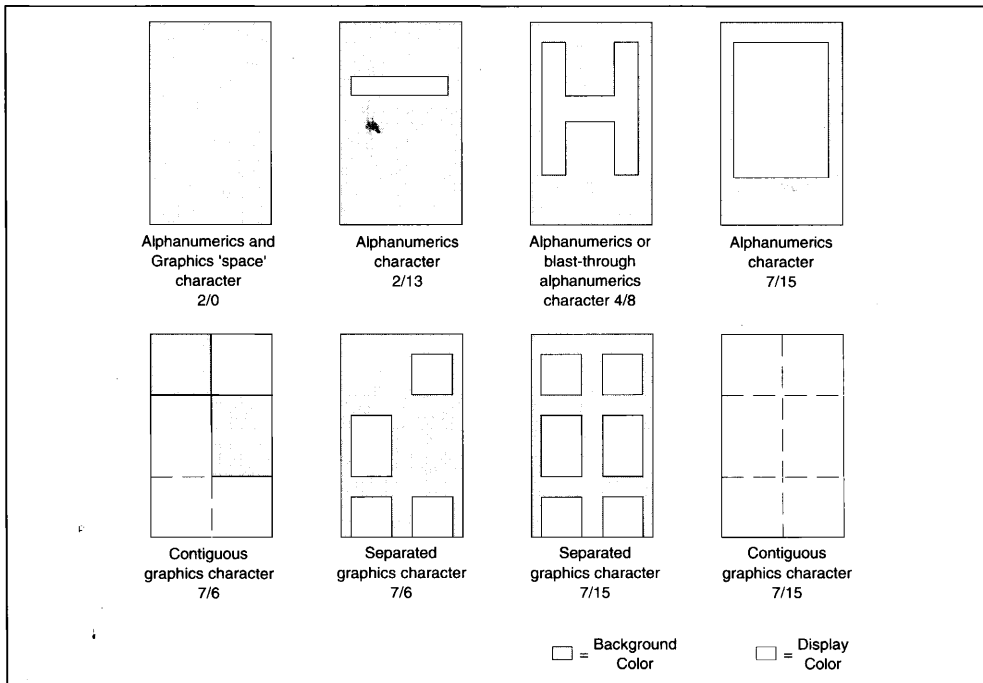 Alphanumerics and
Graphics 'space'
character
2/0
Alphanumerics
character
2/13
Alphanumerics or
blast-through
alphanumerics
character 4/8
Alphanumerics
character
7/15
Contiguous
graphics character
7/6
Separated
graphics character
7/6
Separated
graphics character
7/15
Contiguous
graphics character
7/15
= Background
Color
= Display
Color